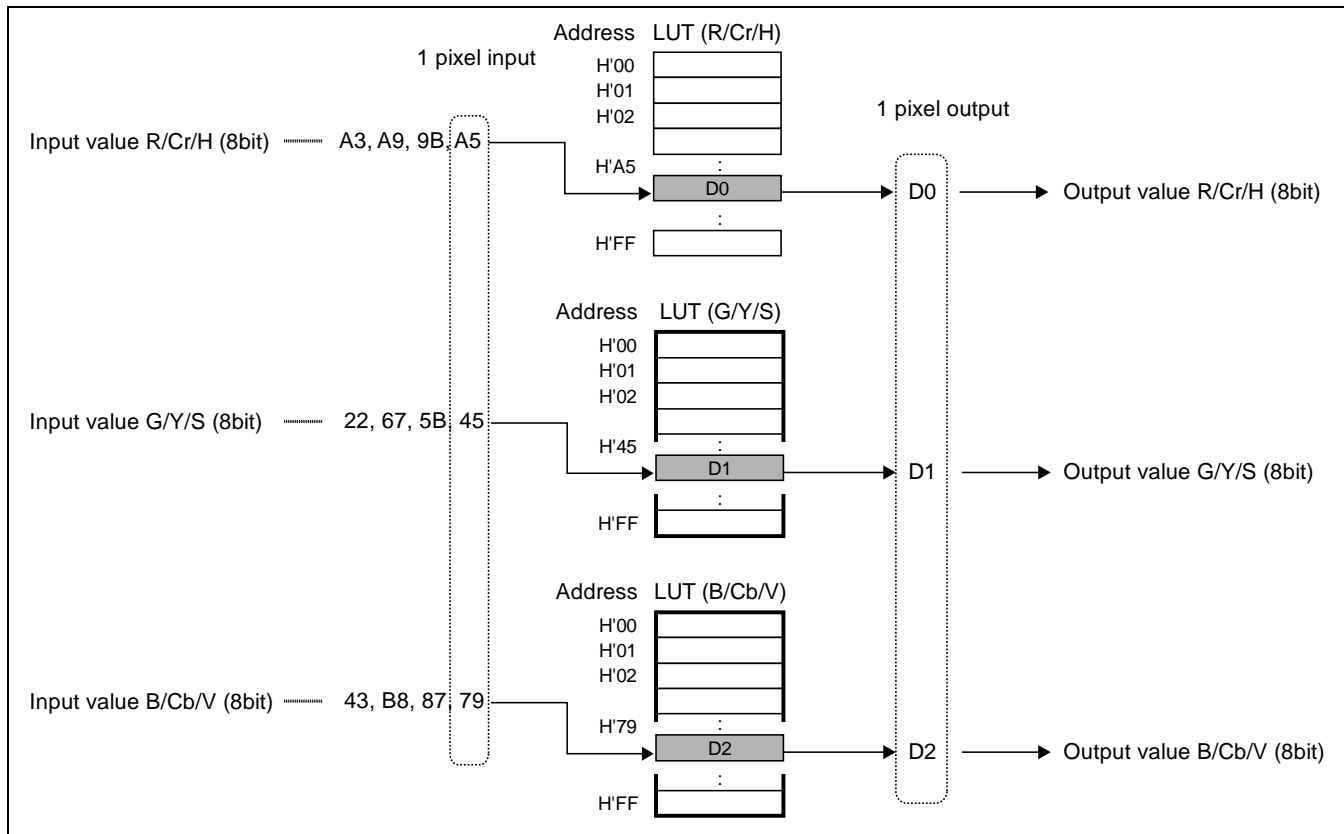 Address LUT (R/Cr/H)
1 pixel input
H'00
H'01
H'02
1 pixel output
Input value R/Cr/H (8bit) A3, A9, 9B, A5
H'A5
:
D0 D0 Output value R/Cr/H (8bit)
:
H'FF
Address LUT (G/Y/S)
H'00
H'01
H'02
Input value G/Y/S (8bit) 22, 67, 5B, 45
H'45
:
D1 D1 Output value G/Y/S (8bit)
:
H'FF
Address LUT (B/Cb/V)
H'00
H'01
H'02
Input value B/Cb/V (8bit) 43, B8, 87, 79
H'79
:
D2 D2 Output value B/Cb/V (8bit)
:
H'FF